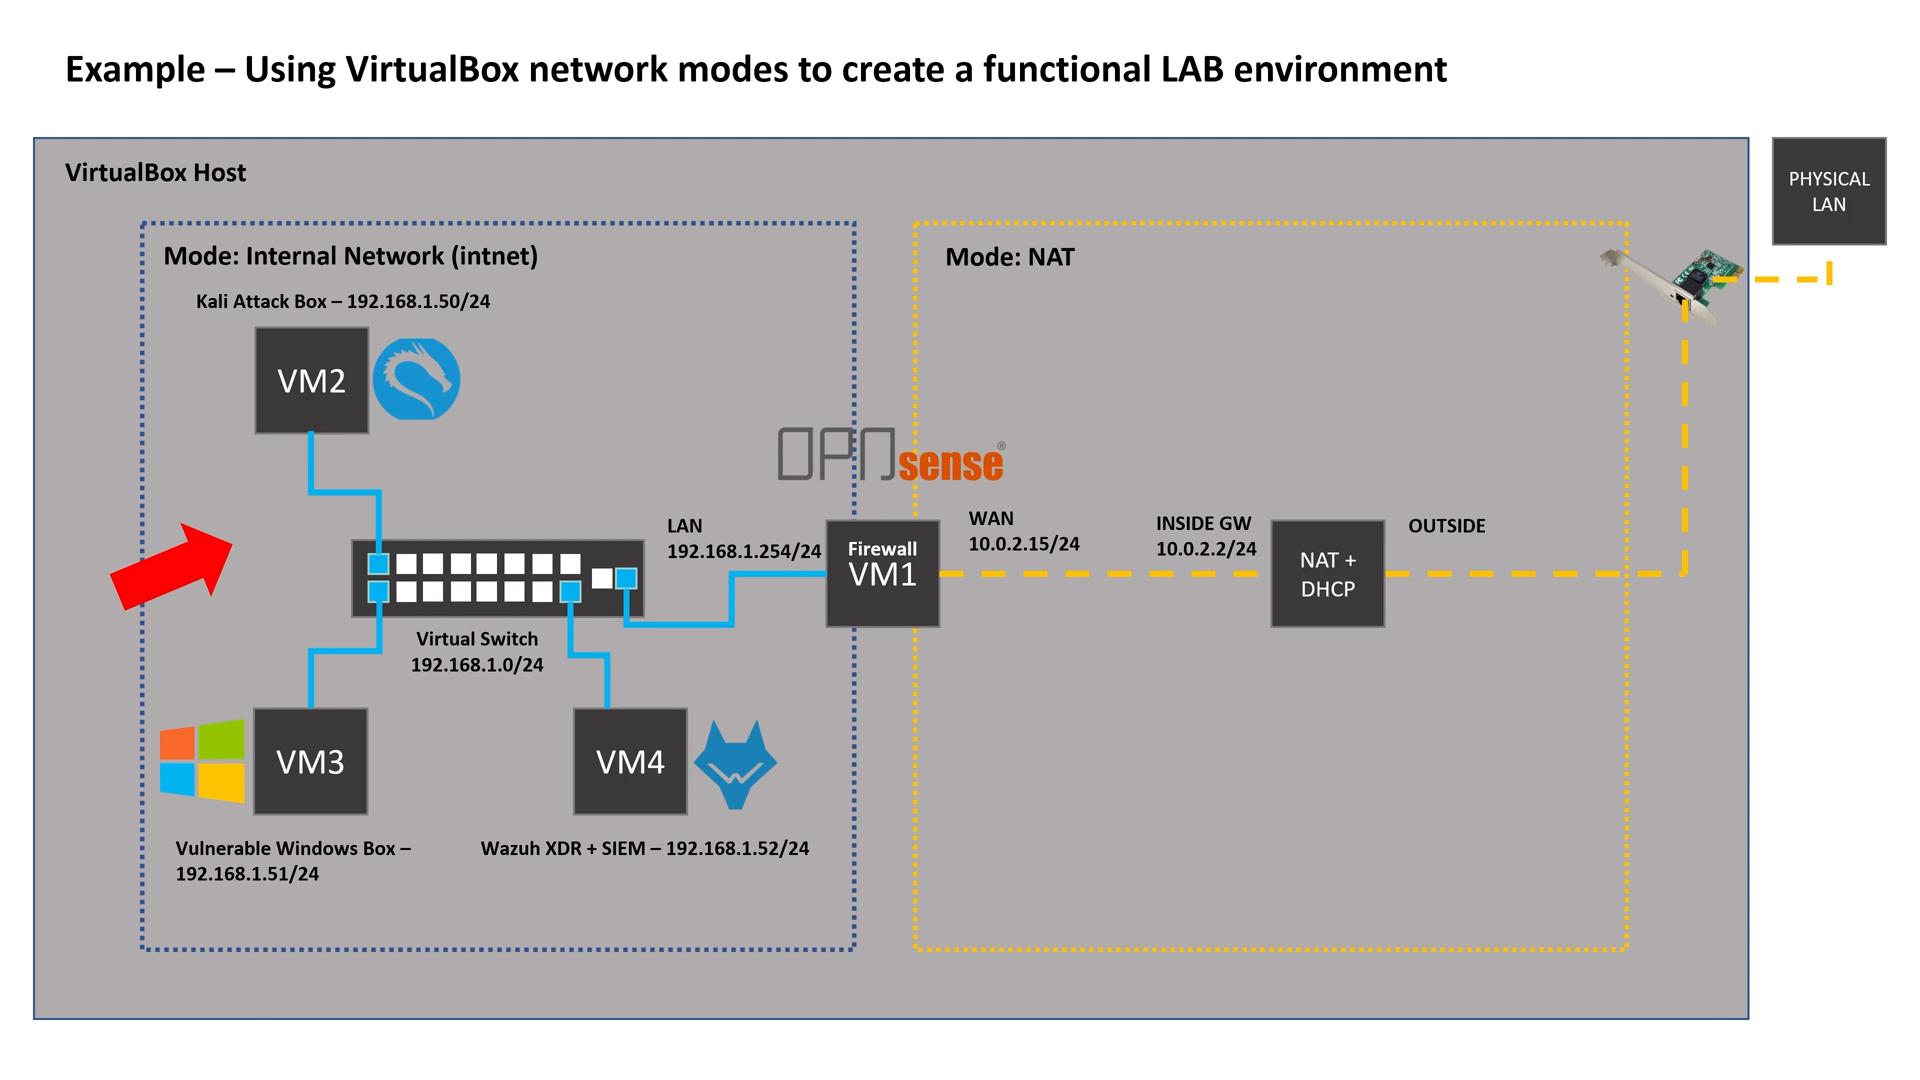 Example – Using VirtualBox network modes to create a functional LAB environment
VirtualBox Host
PHYSICAL
LAN
Mode: Internal Network (intnet)
Mode: NAT
Kali Attack Box – 192.168.1.50/24
VM2
OPNsense®
LAN
192.168.1.254/24
Firewall
VM1
WAN
10.0.2.15/24
INSIDE GW
10.0.2.2/24
NAT +
DHCP
OUTSIDE
Virtual Switch
192.168.1.0/24
VM3
VM4
Vulnerable Windows Box –
192.168.1.51/24
Wazuh XDR + SIEM – 192.168.1.52/24